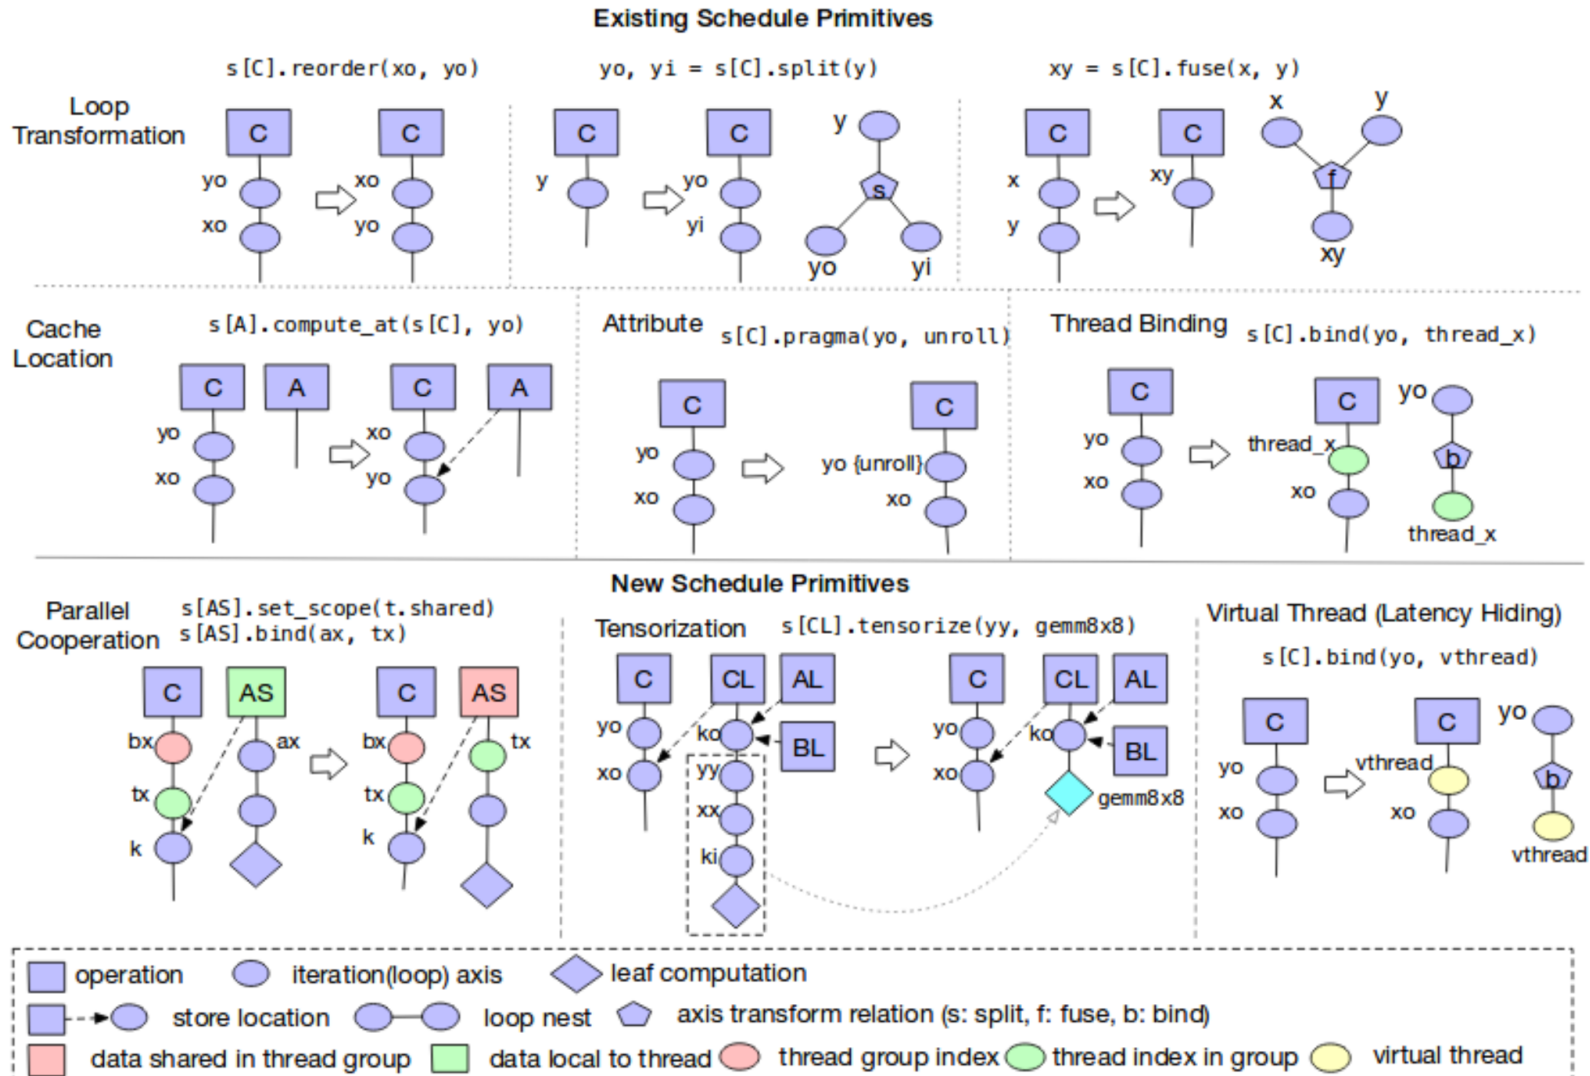 Existing Schedule Primitives
Loop
Transformation
s[C].reorder(xo, yo)
C
yo
xo
C
xo
yo
yo, yi = s[C].split(y)
C
y
C
yo
yi
y
s
yo
yi
xy = s[C].fuse(x, y)
C
x
y
C
xy
x
y
f
xy
Cache
Location
s[A].compute_at(s[C], yo)
C
A
yo
xo
C
A
xo
yo
Attribute
s[C].pragma(yo, unroll)
C
yo
xo
C
yo {unroll}
xo
Thread Binding
s[C].bind(yo, thread_x)
C
yo
xo
C
thread_x
xo
yo
b
thread_x
New Schedule Primitives
Parallel
Cooperation
s[AS].set_scope(t.shared)
s[AS].bind(ax, tx)
C
AS
bx
ax
tx
k
C
AS
bx
tx
tx
k
Tensorization
s[CL].tensorize(yy, gemm8x8)
C
CL
AL
yo
ko
BL
xo
yy
xx
ki
C
CL
AL
yo
ko
BL
xo
gemm8x8
Virtual Thread (Latency Hiding)
s[C].bind(yo, vthread)
C
yo
xo
C
vthread
xo
yo
b
vthread
operation
iteration(loop) axis
leaf computation
store location
loop nest
axis transform relation (s: split, f: fuse, b: bind)
data shared in thread group
data local to thread
thread group index
thread index in group
virtual thread